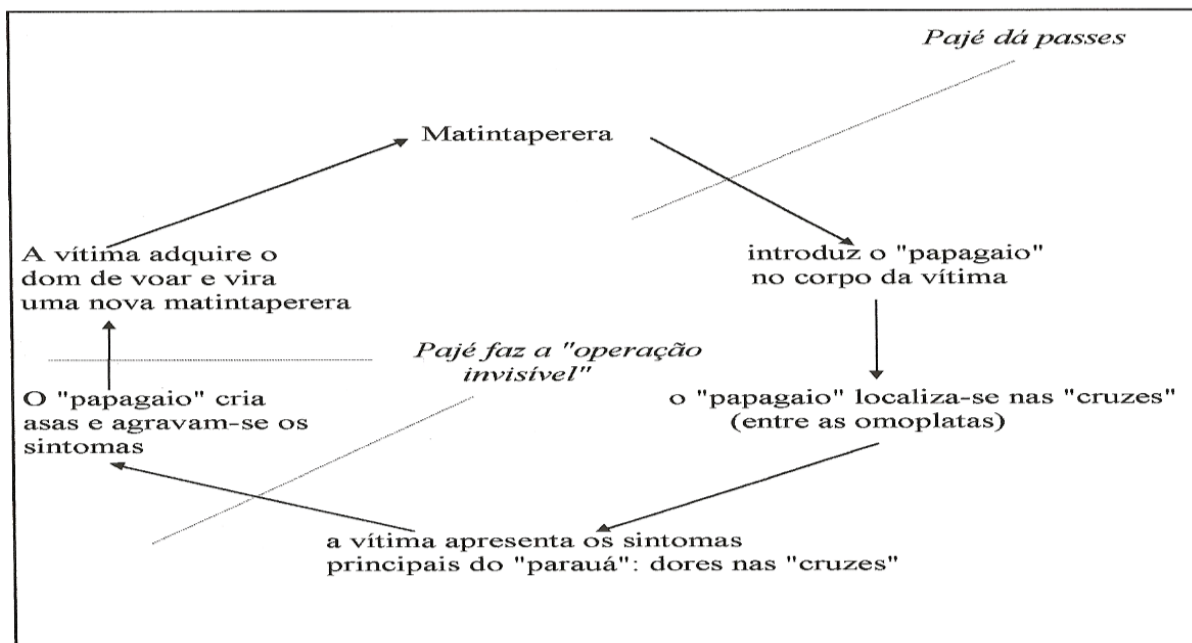 Pajé dá passes
Matintaperera
A vítima adquire o
dom de voar e vira
uma nova matintaperera
introduz o "papagaio"
no corpo da vítima
Pajé faz a "operação
invisível"
O "papagaio" cria
asas e agravam-se os
sintomas
o "papagaio" localiza-se nas "cruzes"
(entre as omoplatas)
a vítima apresenta os sintomas
principais do "parauá": dores nas "cruzes"